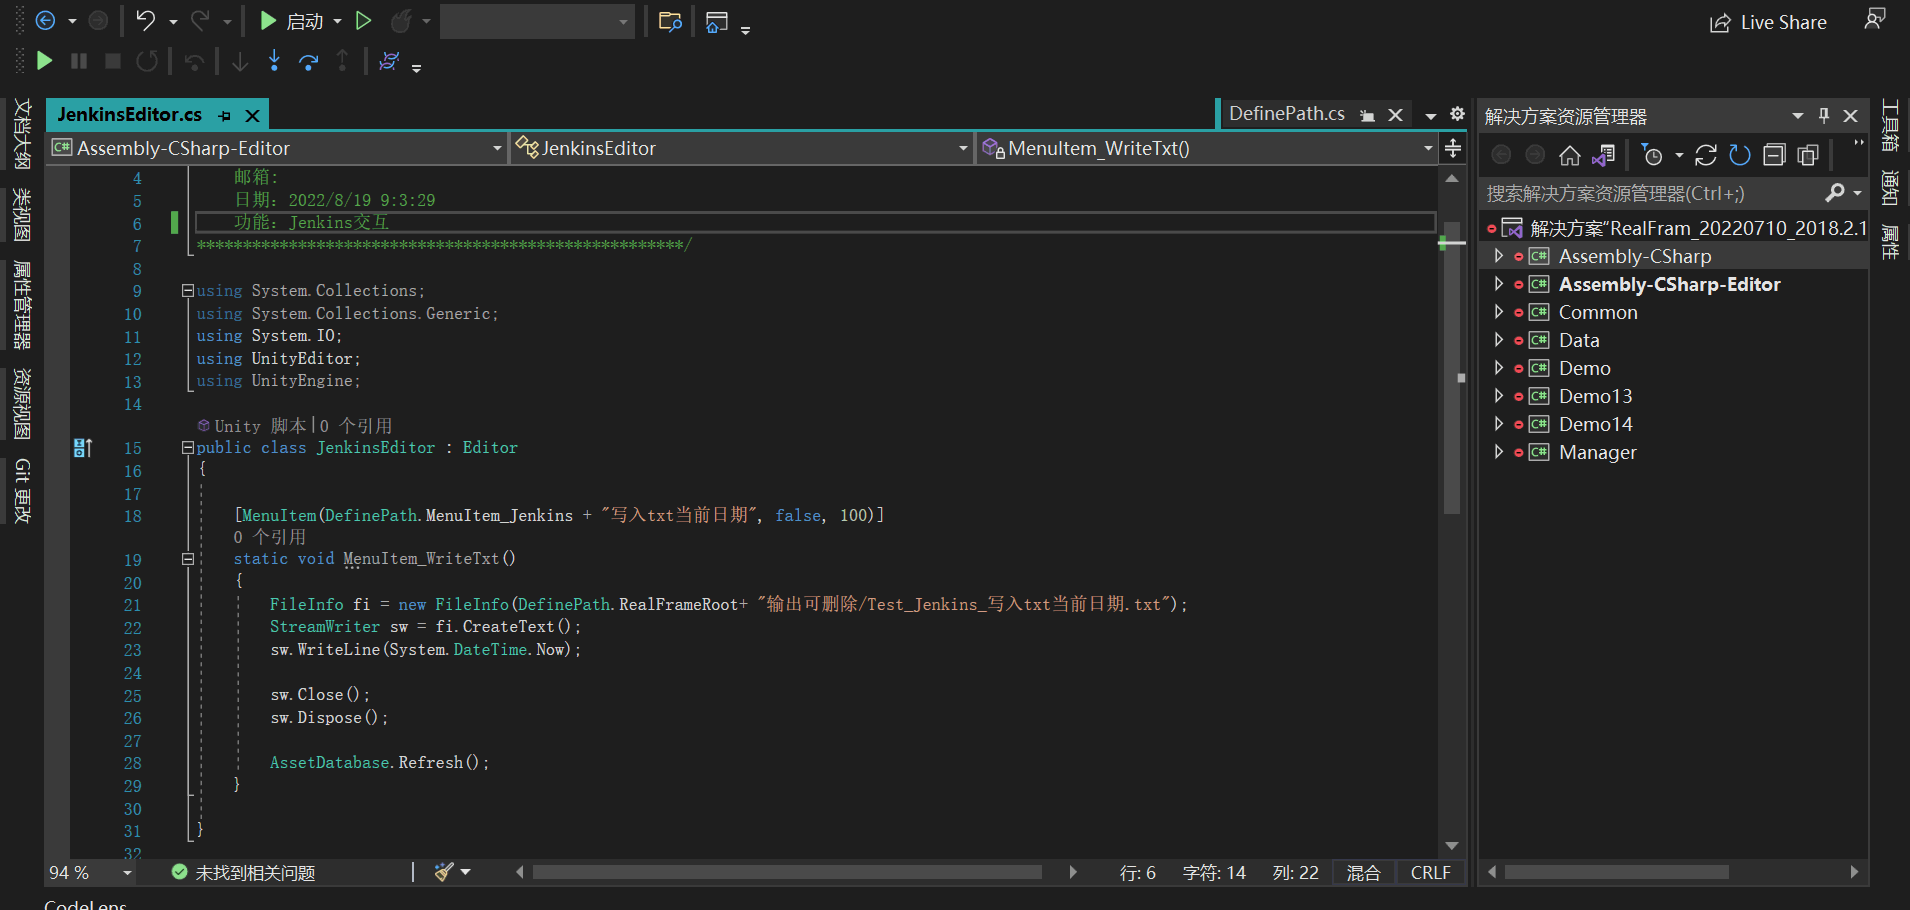 启动
Live Share
文档大纲
类视图
属性管理器
资源视图
Git 更改
JenkinsEditor.cs
DefinePath.cs
Assembly-CSharp-Editor
JenkinsEditor
MenuItem_WriteTxt()
4 邮箱:
5 日期: 2022/8/19 9:3:29
6 功能: Jenkins交互
7 *****************************************************/
8
9 using System.Collections;
10 using System.Collections.Generic;
11 using System.IO;
12 using UnityEditor;
13 using UnityEngine;
14
Unity 脚本|0 个引用
15 public class JenkinsEditor : Editor
16 {
17
18 [MenuItem(DefinePath.MenuItem_Jenkins + "写入txt当前日期", false, 100)]
0 个引用
19 static void MenuItem_WriteTxt()
20 {
21 FileInfo fi = new FileInfo(DefinePath.RealFrameRoot+ "输出可删除/Test_Jenkins_写入txt当前日期.txt");
22 StreamWriter sw = fi.CreateText();
23 sw.WriteLine(System.DateTime.Now);
24
25 sw.Close();
26 sw.Dispose();
27
28 AssetDatabase.Refresh();
29 }
30
31 }
32
94 %
未找到相关问题
行: 6
字符: 14
列: 22
混合
CRLF
CodeLens
解决方案资源管理器
搜索解决方案资源管理器(Ctrl+;)
解决方案"RealFram_20220710_2018.2.1
C# Assembly-CSharp
C# Assembly-CSharp-Editor
C# Common
C# Data
C# Demo
C# Demo13
C# Demo14
C# Manager
工具箱
通知
属性